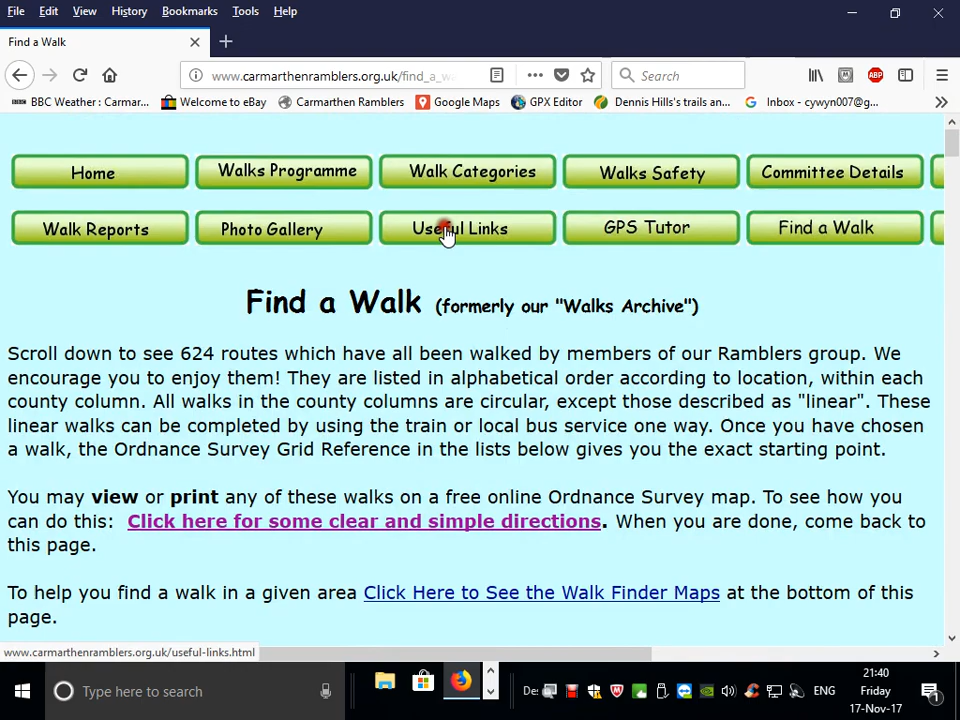 File Edit View History Bookmarks Tools Help
Find a Walk
www.carmarthenramblers.org.uk/find_a_w
Search
BBC Weather : Carmar... Welcome to eBay Carmarthen Ramblers Google Maps GPX Editor Dennis Hill's trails an... Inbox - cywyn007@g...
Home Walks Programme Walk Categories Walks Safety Committee Details
Walk Reports Photo Gallery Useful Links GPS Tutor Find a Walk
Find a Walk (formerly our "Walks Archive")
Scroll down to see 624 routes which have all been walked by members of our Ramblers group. We
encourage you to enjoy them! They are listed in alphabetical order according to location, within each
county column. All walks in the county columns are circular, except those described as "linear". These
linear walks can be completed by using the train or local bus service one way. Once you have chosen
a walk, the Ordnance Survey Grid Reference in the lists below gives you the exact starting point.
You may view or print any of these walks on a free online Ordnance Survey map. To see how you
can do this: Click here for some clear and simple directions. When you are done, come back to
this page.
To help you find a walk in a given area Click Here to See the Walk Finder Maps at the bottom of this
page.
www.carmarthenramblers.org.uk/useful-links.html
Type here to search
ENG
21:40
Friday
17-Nov-17